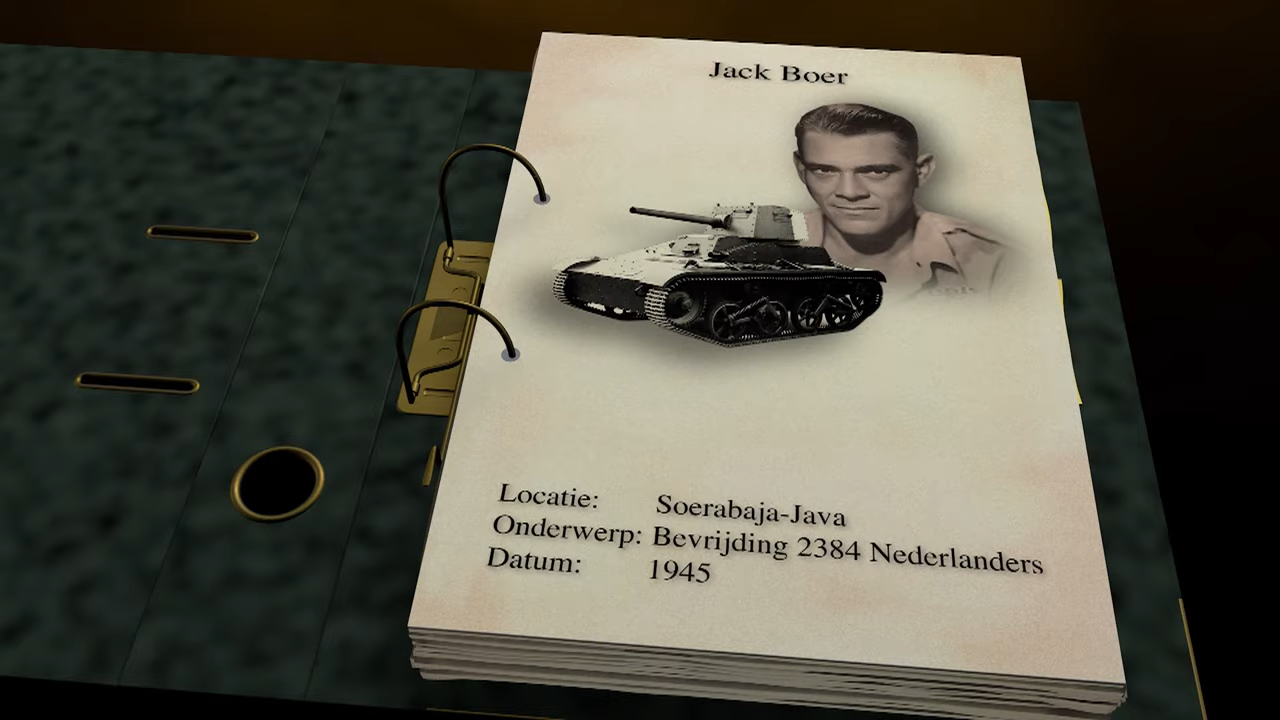 Jack Boer
Locatie: Soerabaja-Java
Onderwerp: Bevrijding 2384 Nederlanders
Datum: 1945